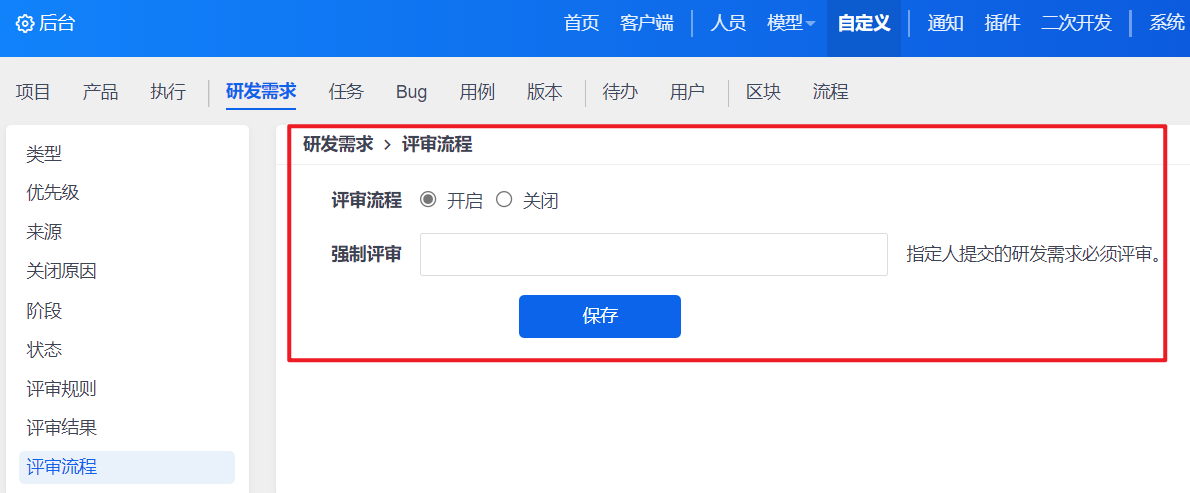 后台
首页 客户端 人员 模型 自定义 通知 插件 二次开发 系统
项目 产品 执行 研发需求 任务 Bug 用例 版本 待办 用户 区块 流程
类型
优先级
来源
关闭原因
阶段
状态
评审规则
评审结果
评审流程
研发需求 > 评审流程
评审流程 开启 关闭
强制评审 指定人提交的研发需求必须评审。
保存